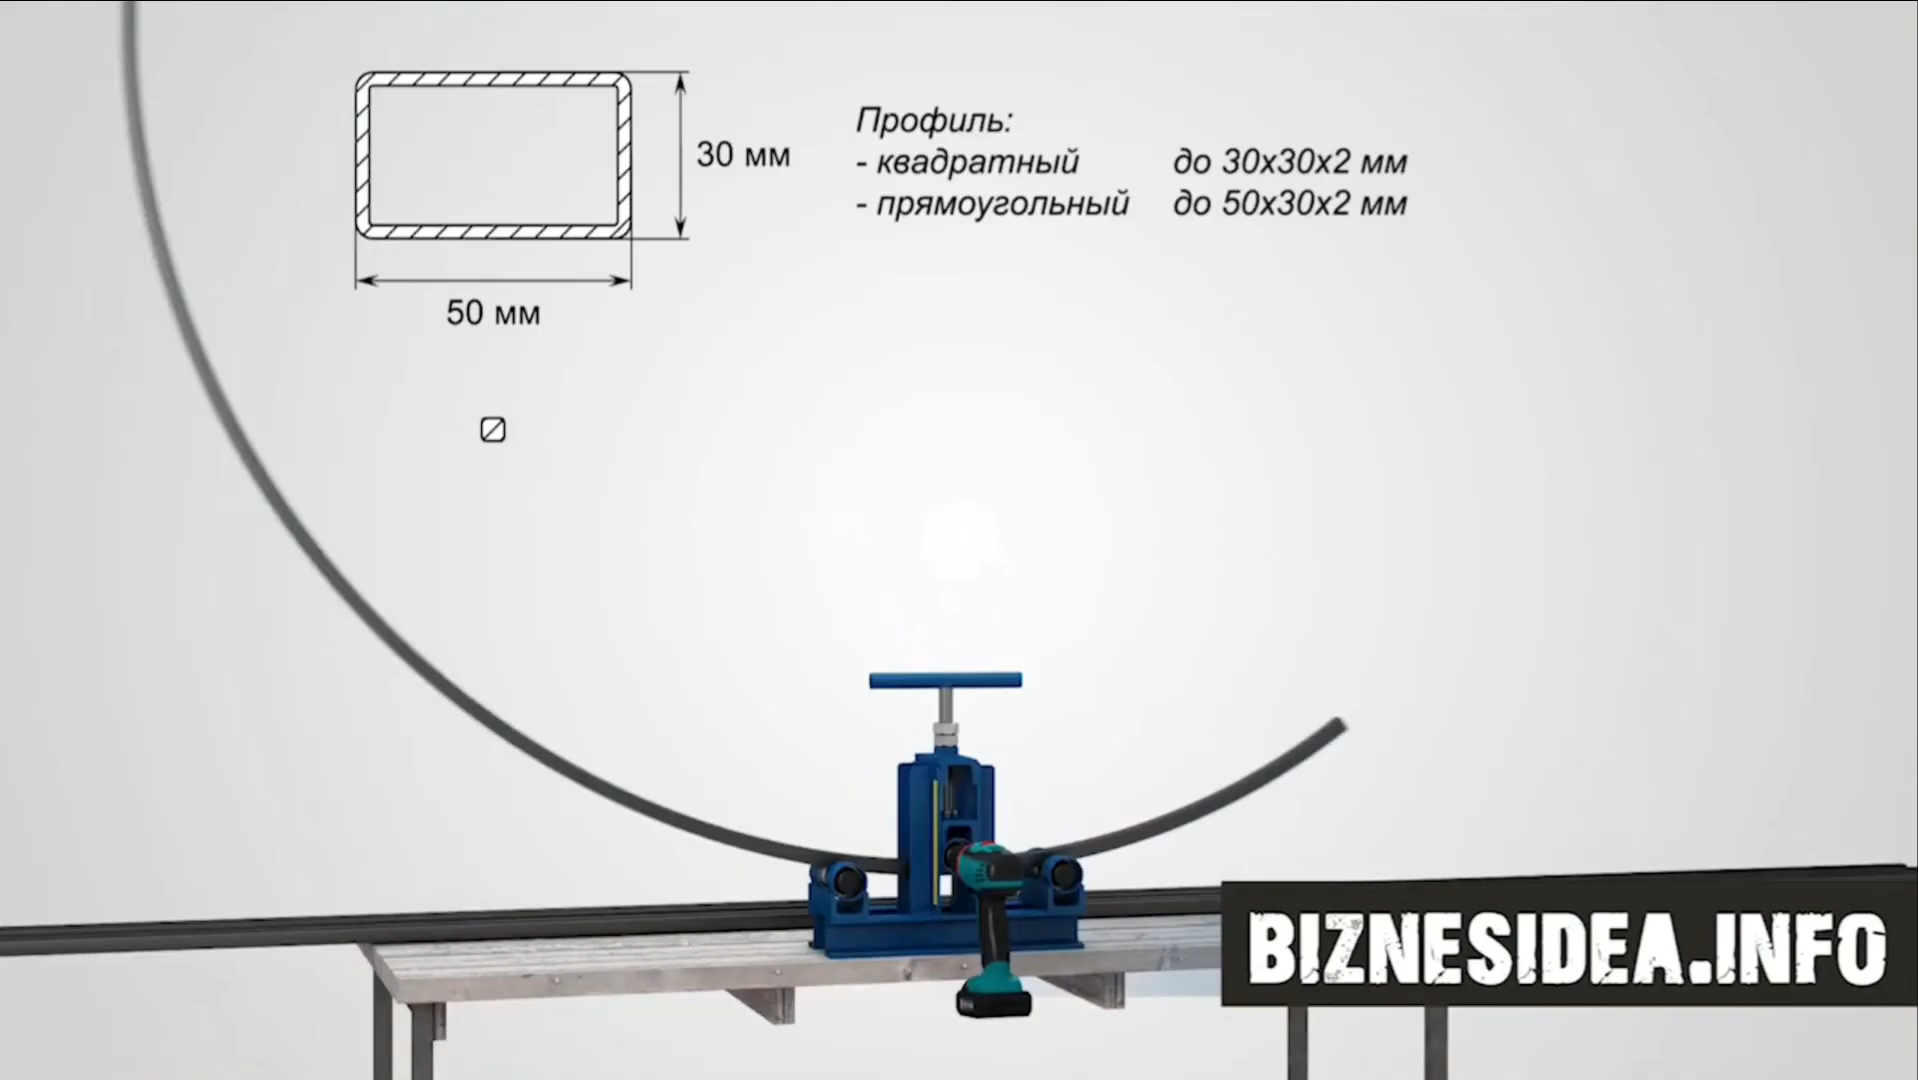 30 мм
50 мм
Профиль:
- квадратный до 30х30х2 мм
- прямоугольный до 50х30х2 мм
BIZNESIDEA.INFO